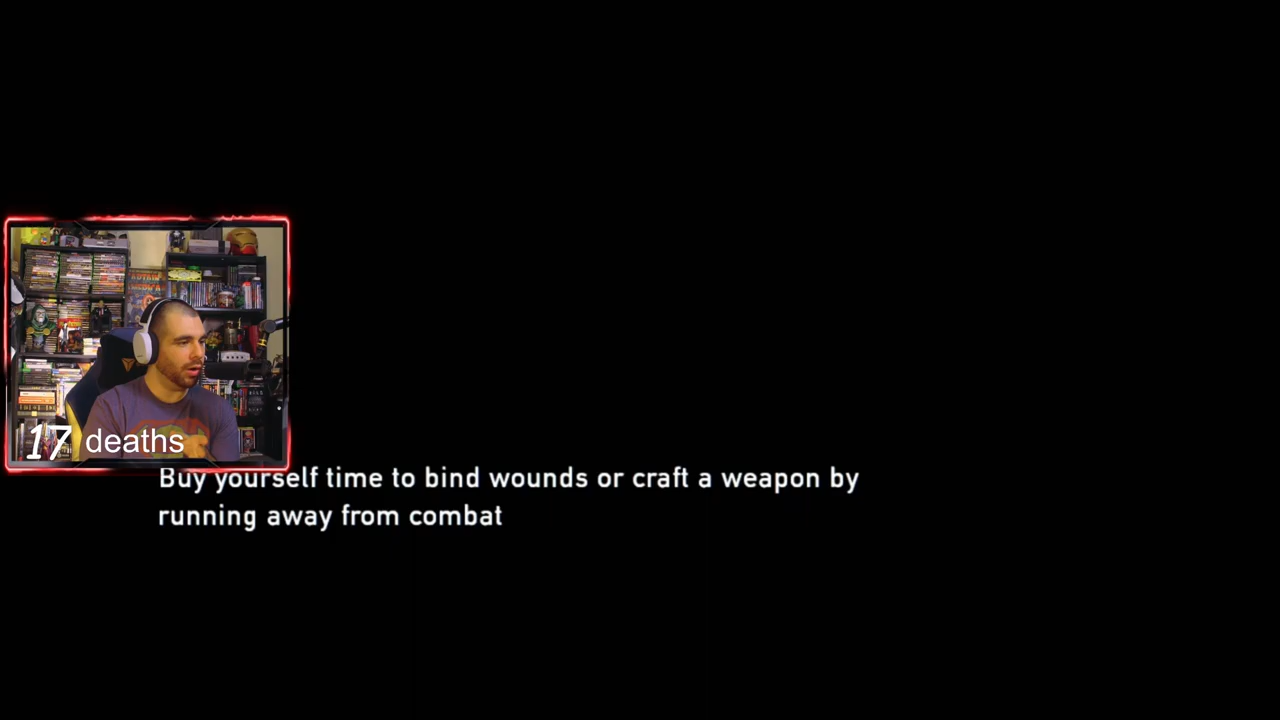 17 deaths
Buy yourself time to bind wounds or craft a weapon by
running away from combat